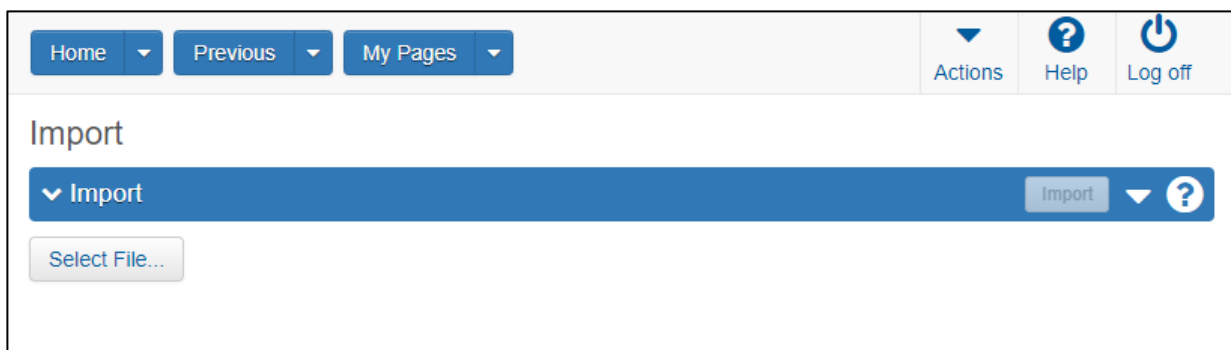 Home Previous My Pages
Actions Help Log off
Import
Import Import
Select File...